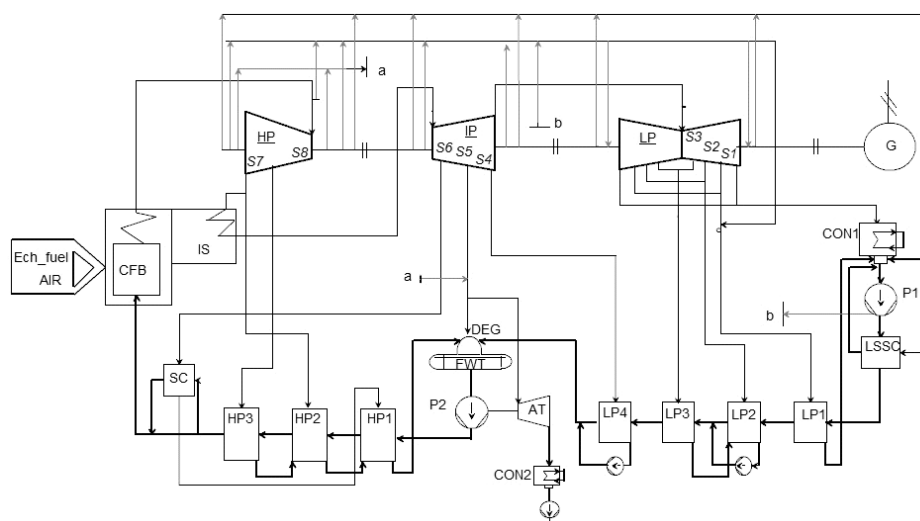 a
HP
S7
S8
IP
S6
S5
S4
b
LP
S3
S2
S1
G
Ech_fuel
AIR
CFB
IS
CON1
P1
a
b
LSSC
DEG
FWT
SC
P2
AT
HP3
HP2
HP1
LP4
LP3
LP2
LP1
CON2